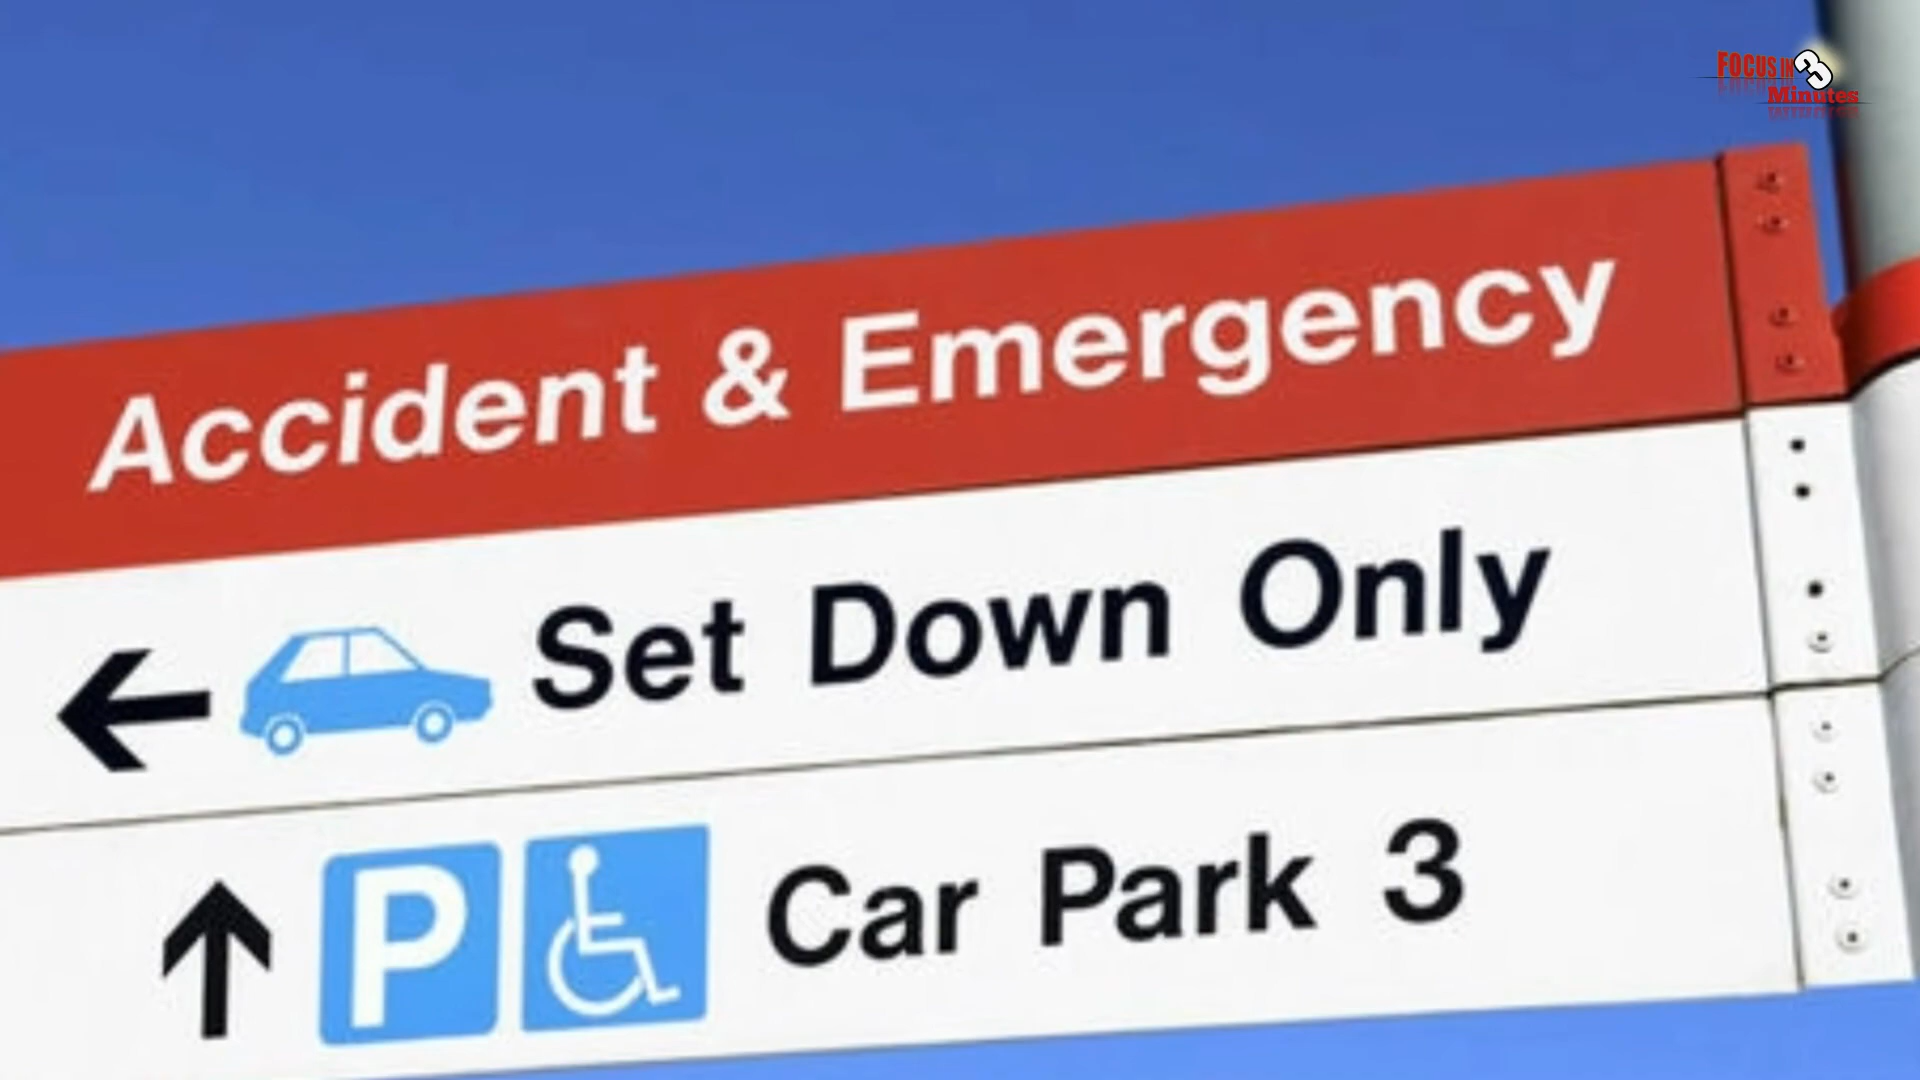 FOCUS IN 3
Minutes
Accident & Emergency
Set Down Only
P
Car Park 3